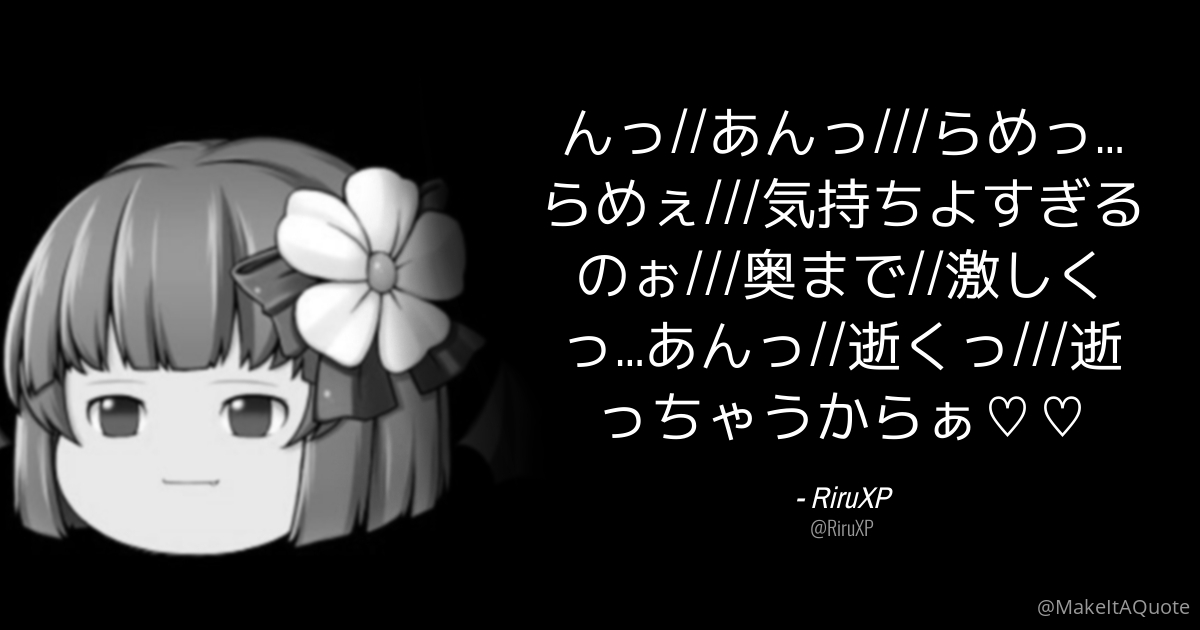 んっ//あんっ///らめっ...
らめぇ///気持ちよすぎる
のぉ///奥まで//激しく
っ...あんっ//逝くっ///逝
っちゃうからぁ♡♡
- RiruXP
@RiruXP
@MakeItAQuote